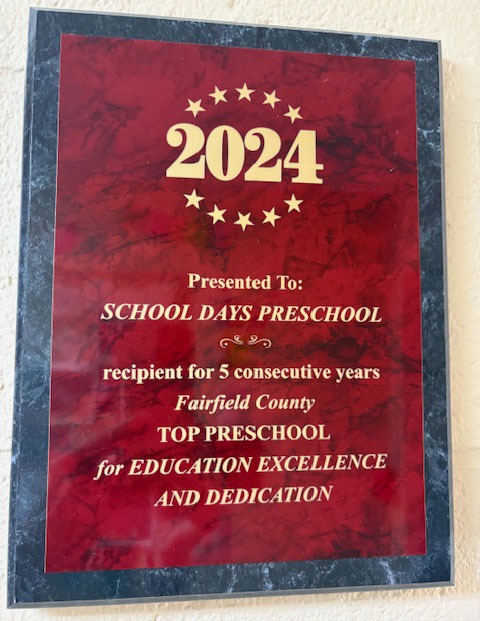 2024
Presented To:
SCHOOL DAYS PRESCHOOL
recipient for 5 consecutive years
Fairfield County
TOP PRESCHOOL
for EDUCATION EXCELLENCE
AND DEDICATION